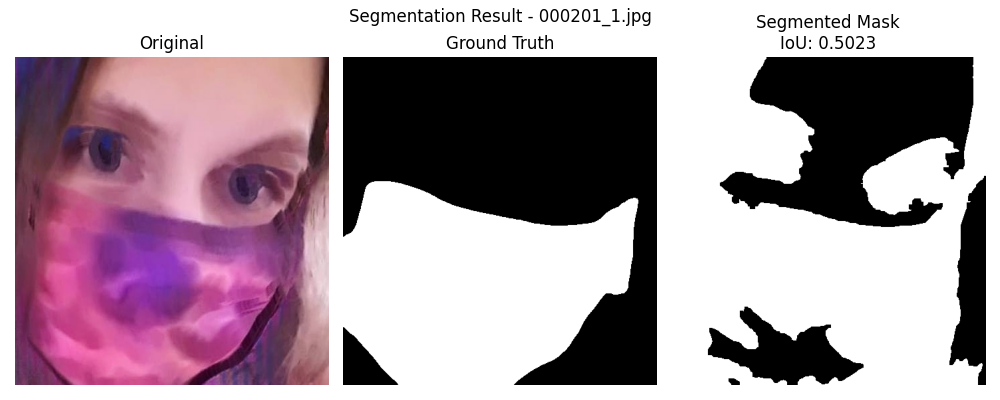 Segmentation Result - 000201_1.jpg
Original
Ground Truth
Segmented Mask
IoU: 0.5023